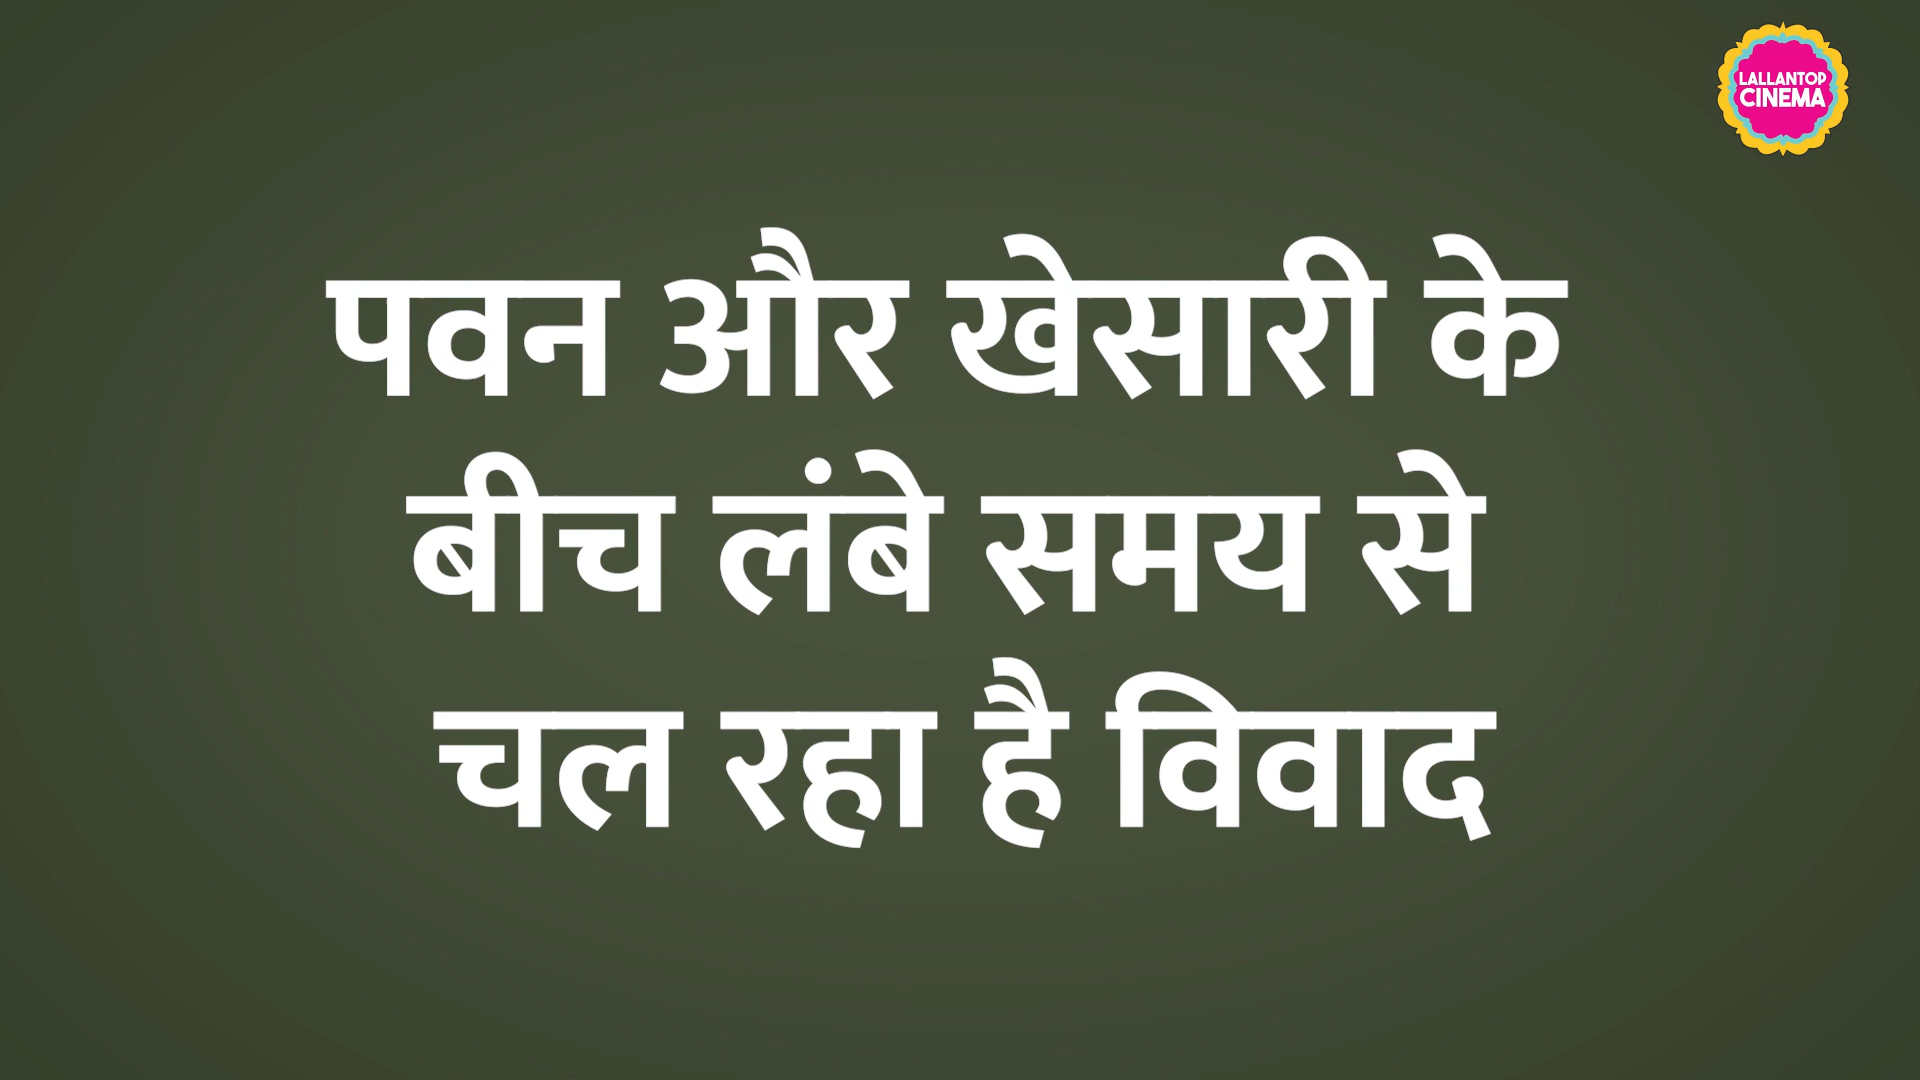 LALLANTOP
CINEMA
पवन और खेसारी के
बीच लंबे समय से
चल रहा है विवाद